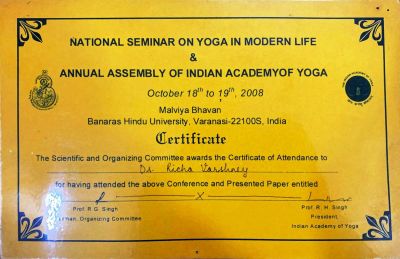 NATIONAL SEMINAR ON YOGA IN MODERN LIFE
&
ANNUAL ASSEMBLY OF INDIAN ACADEMYOF YOGA
October 18th to 19th, 2008
Malviya Bhavan
Banaras Hindu University, Varanasi-22100S, India
Certificate
The Scientific and Organizing Committee awards the Certificate of Attendance to
Dr. Richa Varshney
for having attended the above Conference and Presented Paper entitled
X
Prof. R.G. Singh
Organizing Committee
Prof. R. H. Singh
President,
Indian Academy of Yoga